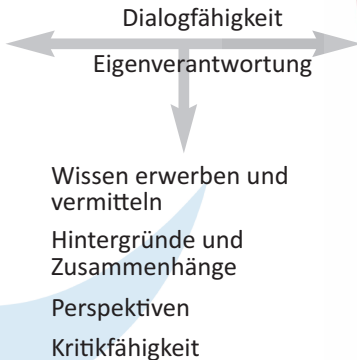 Dialogfähigkeit
Eigenverantwortung
Wissen erwerben und
vermitteln
Hintergründe und
Zusammenhänge
Perspektiven
Kritikfähigkeit